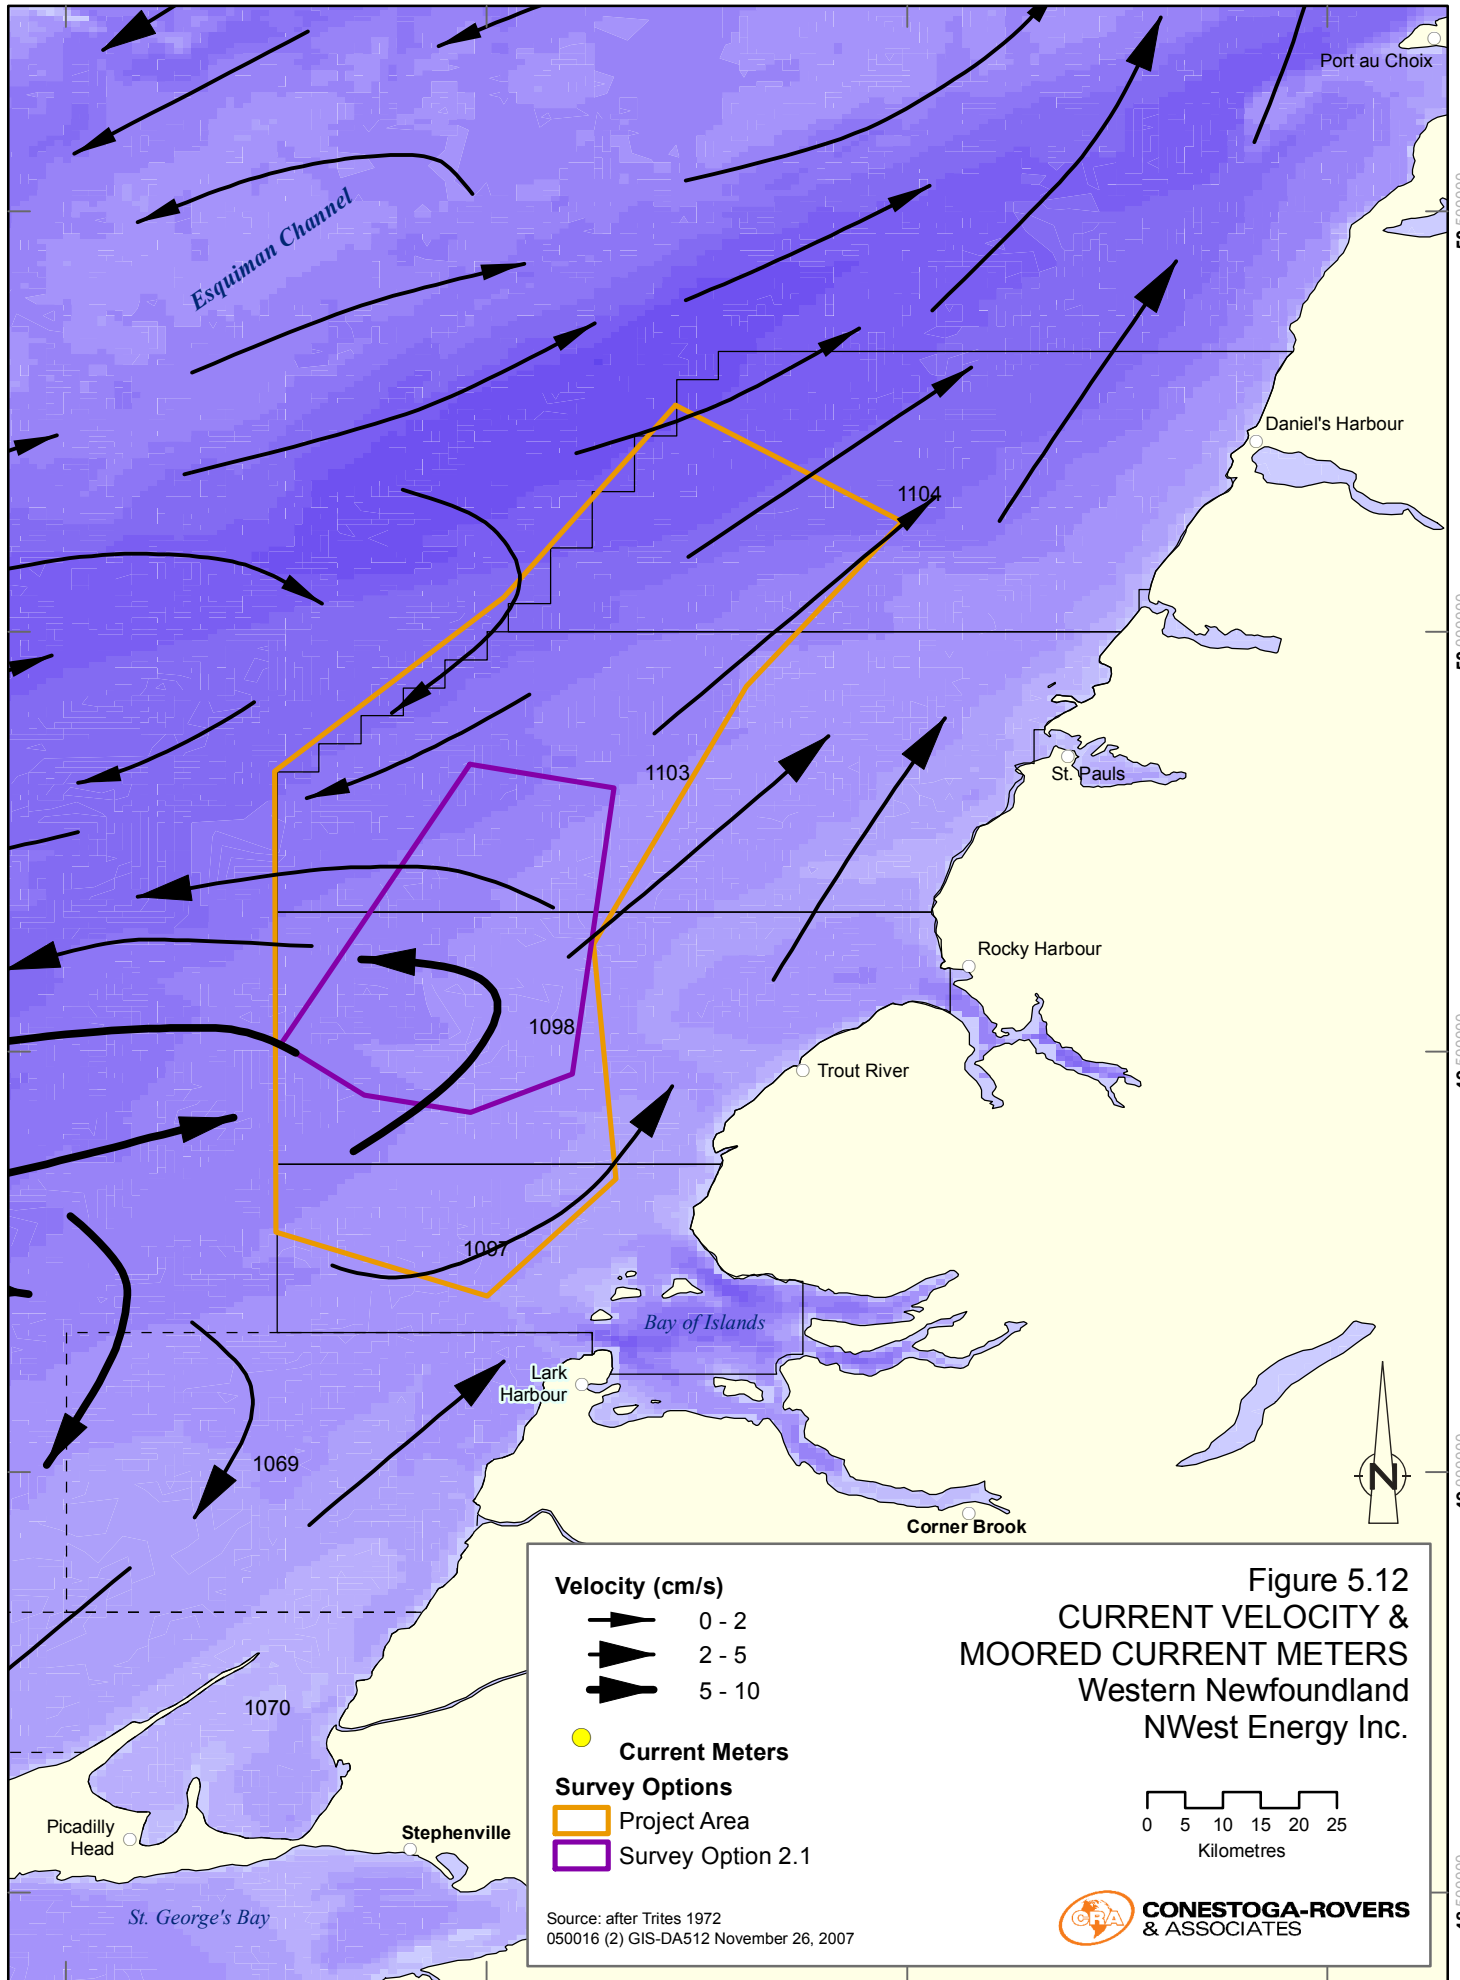 Port au Choix
Esquiman Channel
Daniel's Harbour
1104
St. Pauls
1103
Rocky Harbour
1098
Trout River
1097
Bay of Islands
Lark
Harbour
1069
N
Corner Brook
Velocity (cm/s)
0 - 2
2 - 5
5 - 10
Current Meters
Survey Options
Project Area
Survey Option 2.1
Source: after Trites 1972
050016 (2) GIS-DA512 November 26, 2007
Figure 5.12
CURRENT VELOCITY &
MOORED CURRENT METERS
Western Newfoundland
NWest Energy Inc.
0 5 10 15 20 25
Kilometres
CRA
CONESTOGA-ROVERS
& ASSOCIATES
1070
Picadilly
Head
Stephenville
St. George's Bay